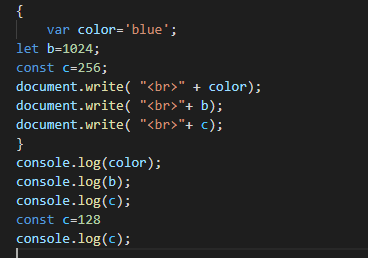 {
    var color='blue';
let b=1024;
const c=256;
document.write( "<br>" + color);
document.write( "<br>"+ b);
document.write( "<br>"+ c);
}
console.log(color);
console.log(b);
console.log(c);
const c=128
console.log(c);